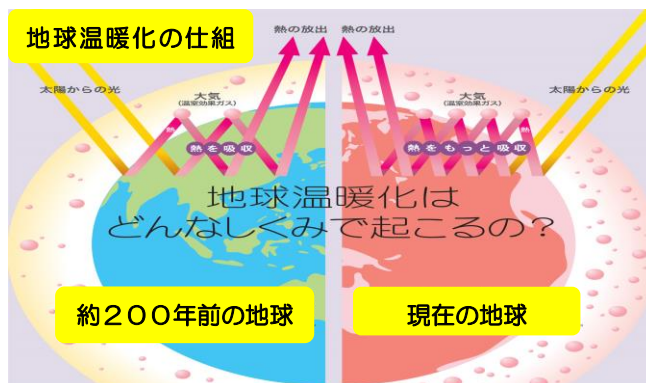 地球温暖化の仕組
熱の放出
熱の放出
太陽からの光
大気
(温室効果ガス)
熱
熱を吸収
大気
(温室効果ガス)
熱
熱をもっと吸収
太陽からの光
地球温暖化は
どんなしくみで起こるの?
約200年前の地球
現在の地球